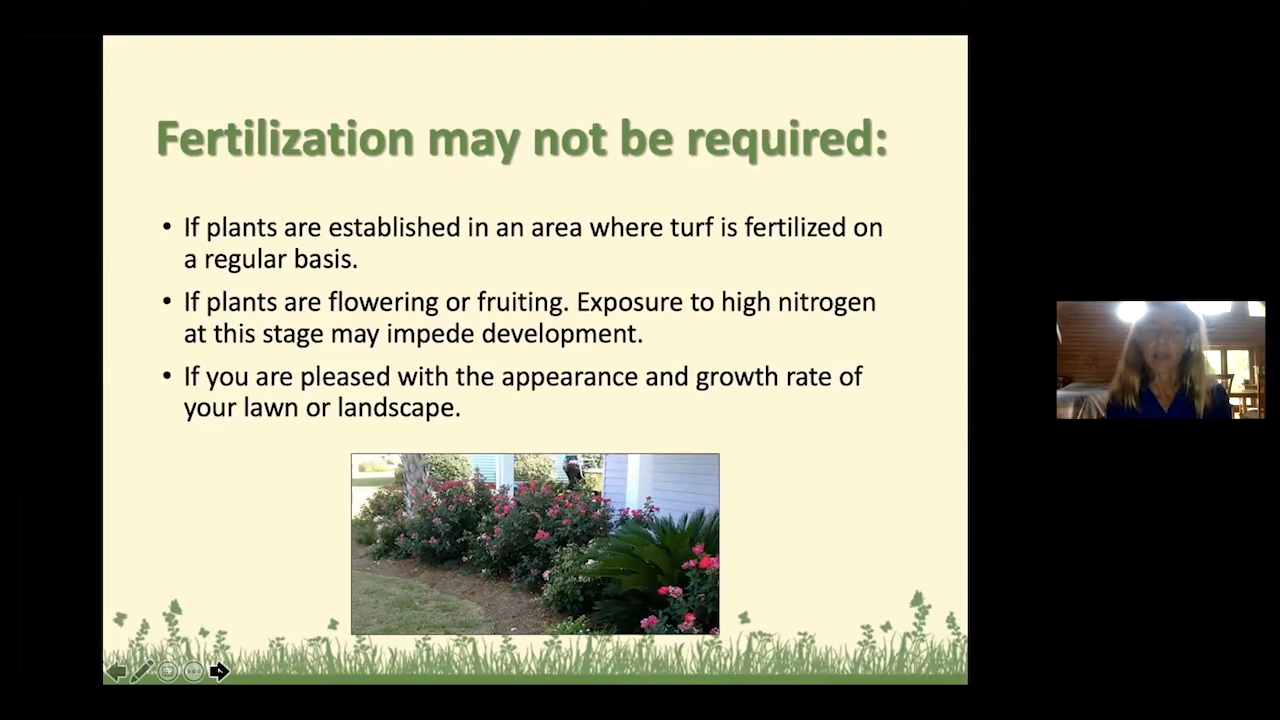 Fertilization may not be required:
• If plants are established in an area where turf is fertilized on
a regular basis.
• If plants are flowering or fruiting. Exposure to high nitrogen
at this stage may impede development.
• If you are pleased with the appearance and growth rate of
your lawn or landscape.